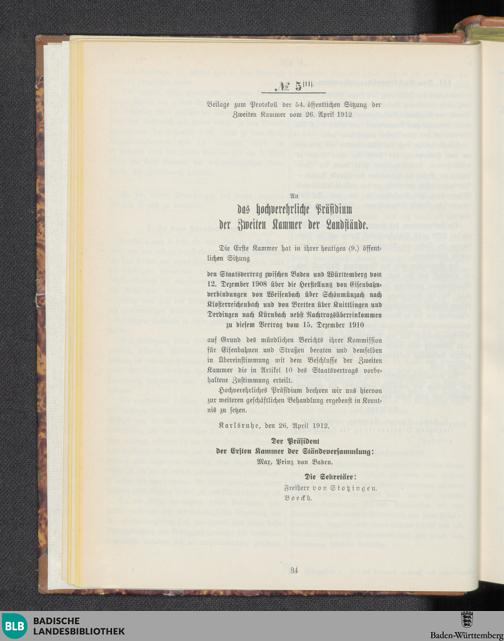 № 5(11).
Beilage zum Protokoll der 54. öffentlichen Sitzung der
Zweiten Kammer vom 26. April 1912.
An
das hochverehrliche Präsidium
der Zweiten Kammer der Landstände.
Die Erste Kammer hat in ihrer heutigen (9.) öffent-
lichen Sitzung
den Staatsvertrag zwischen Baden und Württemberg vom
12. Dezember 1908 über die Herstellung von Eisenbahn-
verbindungen von Weisenbach über Schönmünzach nach
Klosterreichenbach und von Bretten über Knittlingen und
Derdingen nach Kürnbach nebst Nachtragsübereinkommen
zu diesem Vertrag vom 15. Dezember 1910
auf Grund des mündlichen Berichts ihrer Kommission
für Eisenbahnen und Straßen beraten und demselben
in Übereinstimmung mit dem Beschlusse der Zweiten
Kammer die in Artikel 10 des Staatsvertrags vorbe-
haltene Zustimmung erteilt.
Hochverehrliches Präsidium beehren wir uns hiervon
zur weiteren geschäftlichen Behandlung ergebenst in Kennt-
nis zu setzen.
Karlsruhe, den 26. April 1912.
Der Präsident
der Ersten Kammer der Ständeversammlung:
Max, Prinz von Baden.
Die Sekretäre:
Freiherr von Stotzingen.
Boeckh.
34
BLB
BADISCHE
LANDESBIBLIOTHEK
Baden-Württemberg